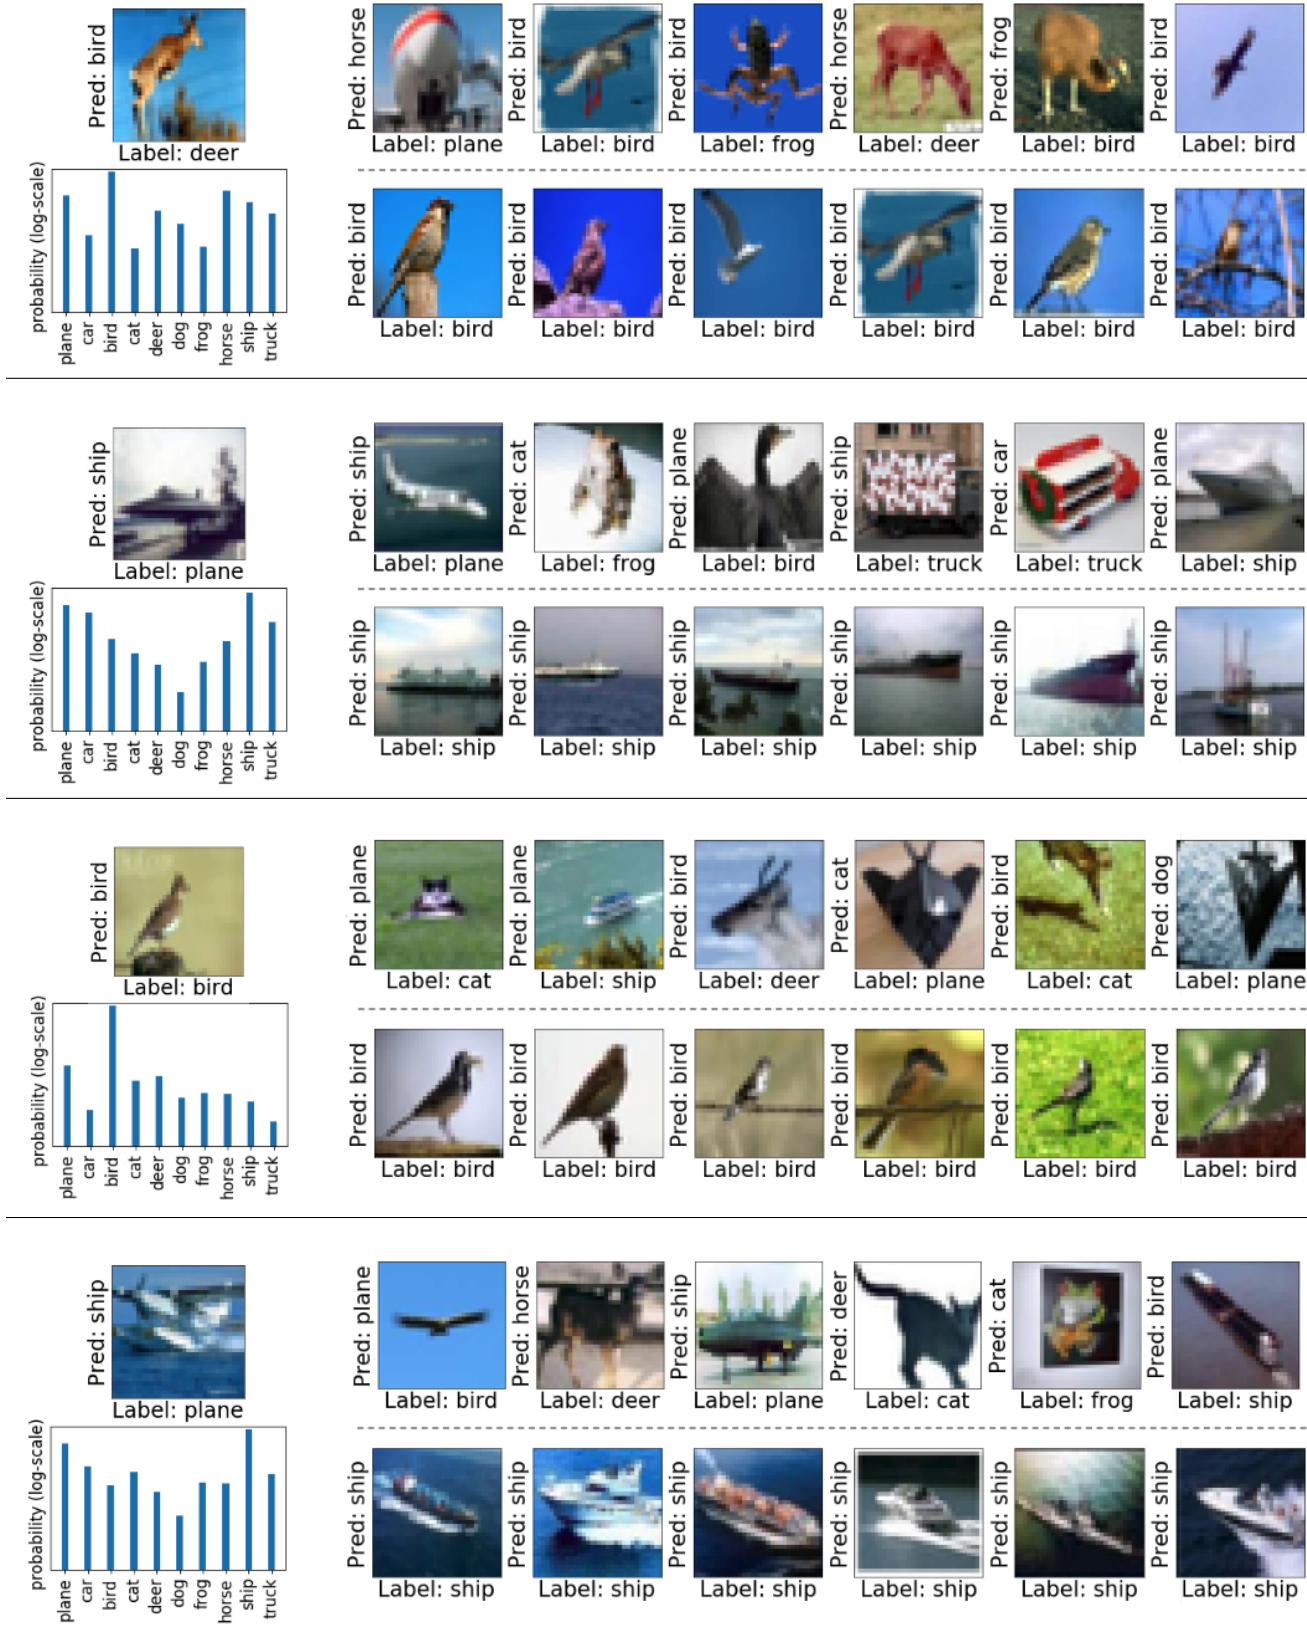 Pred: bird
Label: deer
probability (log-scale)
plane
car
bird
cat
deer
dog
frog
horse
ship
truck
Pred: horse
Label: plane
Pred: bird
Label: bird
Pred: bird
Label: frog
Pred: horse
Label: deer
Pred: frog
Label: bird
Pred: bird
Label: bird
Pred: bird
Label: bird
Pred: bird
Label: bird
Pred: bird
Label: bird
Pred: bird
Label: bird
Pred: bird
Label: bird
Pred: bird
Label: bird
Pred: ship
Label: plane
probability (log-scale)
plane
car
bird
cat
deer
dog
frog
horse
ship
truck
Pred: ship
Label: plane
Pred: cat
Label: frog
Pred: plane
Label: bird
Pred: ship
Label: truck
Pred: car
Label: truck
Pred: plane
Label: ship
Pred: ship
Label: ship
Pred: ship
Label: ship
Pred: ship
Label: ship
Pred: ship
Label: ship
Pred: ship
Label: ship
Pred: ship
Label: ship
Pred: bird
Label: bird
probability (log-scale)
plane
car
bird
cat
deer
dog
frog
horse
ship
truck
Pred: plane
Label: cat
Pred: plane
Label: ship
Pred: bird
Label: deer
Pred: cat
Label: plane
Pred: bird
Label: cat
Pred: dog
Label: plane
Pred: bird
Label: bird
Pred: bird
Label: bird
Pred: bird
Label: bird
Pred: bird
Label: bird
Pred: bird
Label: bird
Pred: bird
Label: bird
Pred: ship
Label: plane
probability (log-scale)
plane
car
bird
cat
deer
dog
frog
horse
ship
truck
Pred: plane
Label: bird
Pred: horse
Label: deer
Pred: ship
Label: plane
Pred: deer
Label: cat
Pred: cat
Label: frog
Pred: bird
Label: ship
Pred: ship
Label: ship
Pred: ship
Label: ship
Pred: ship
Label: ship
Pred: ship
Label: ship
Pred: ship
Label: ship
Pred: ship
Label: ship